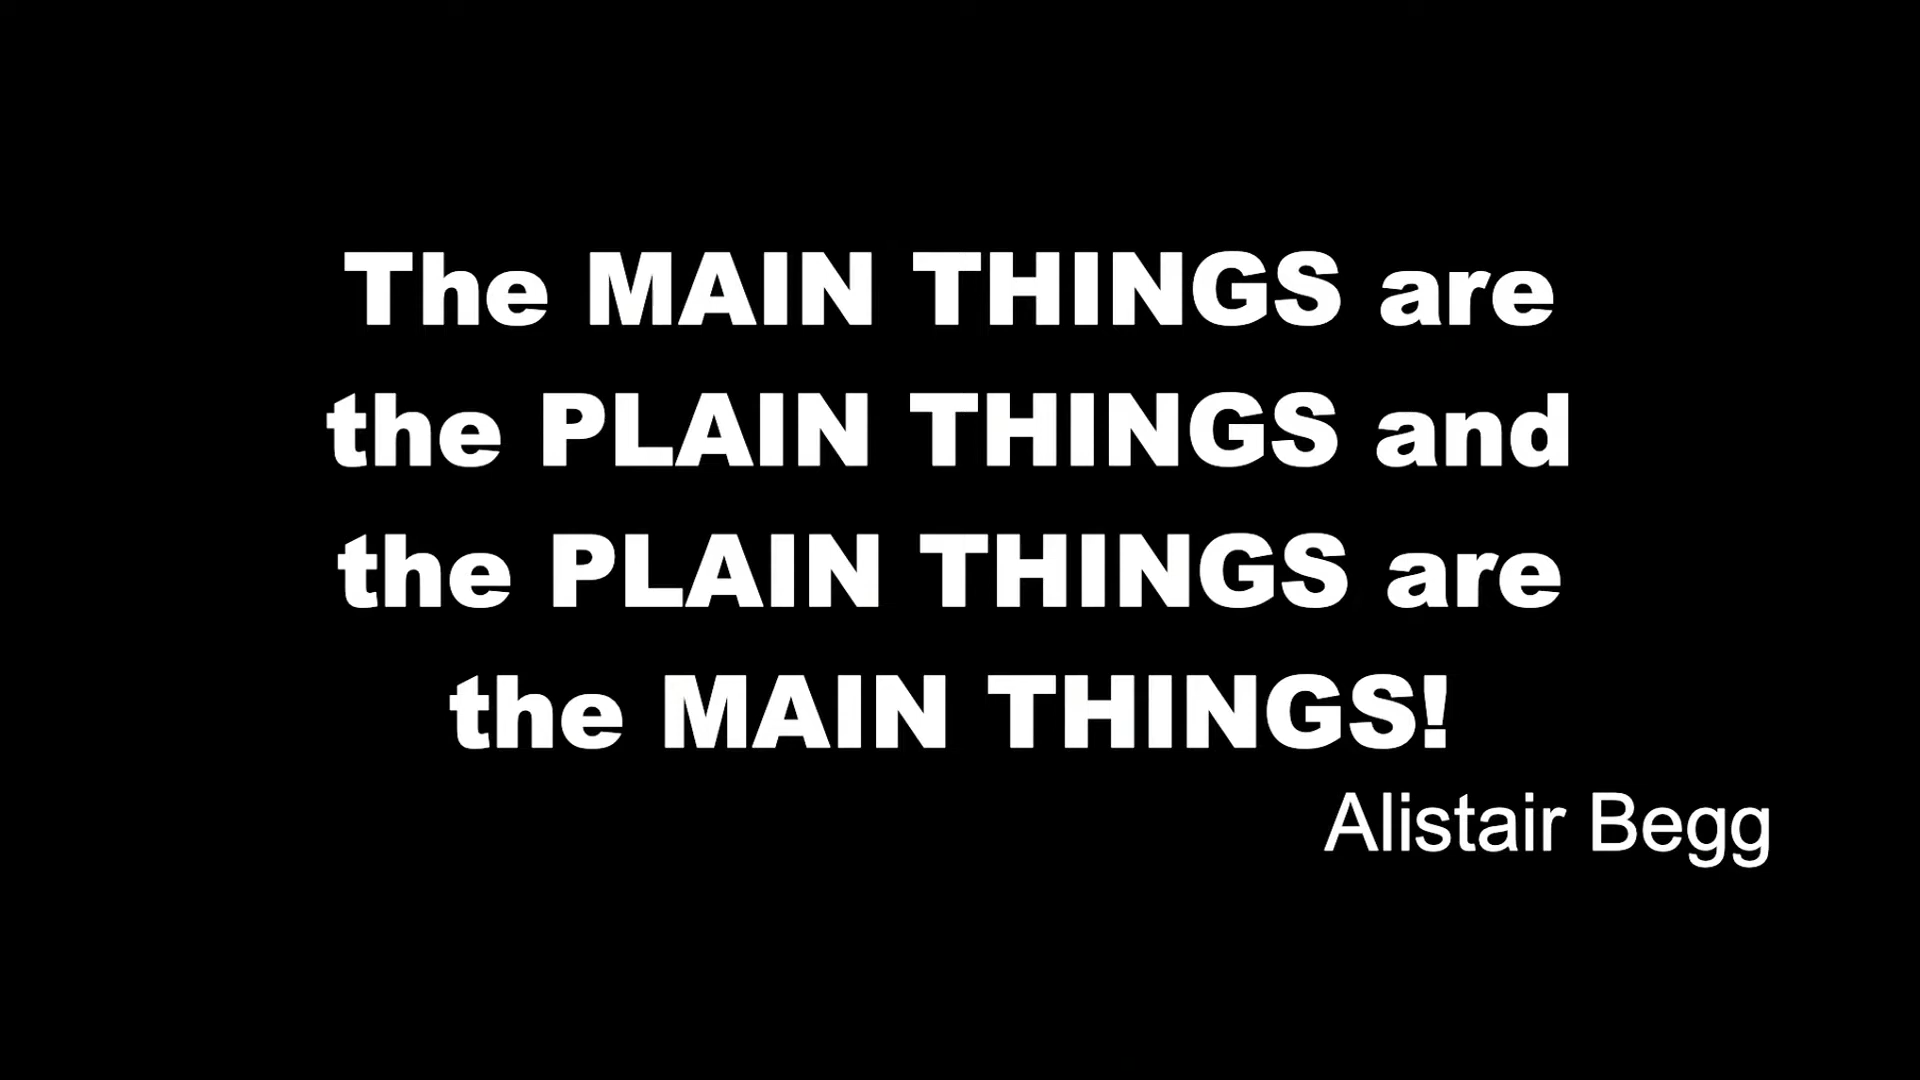 The MAIN THINGS are
the PLAIN THINGS and
the PLAIN THINGS are
the MAIN THINGS!
Alistair Begg